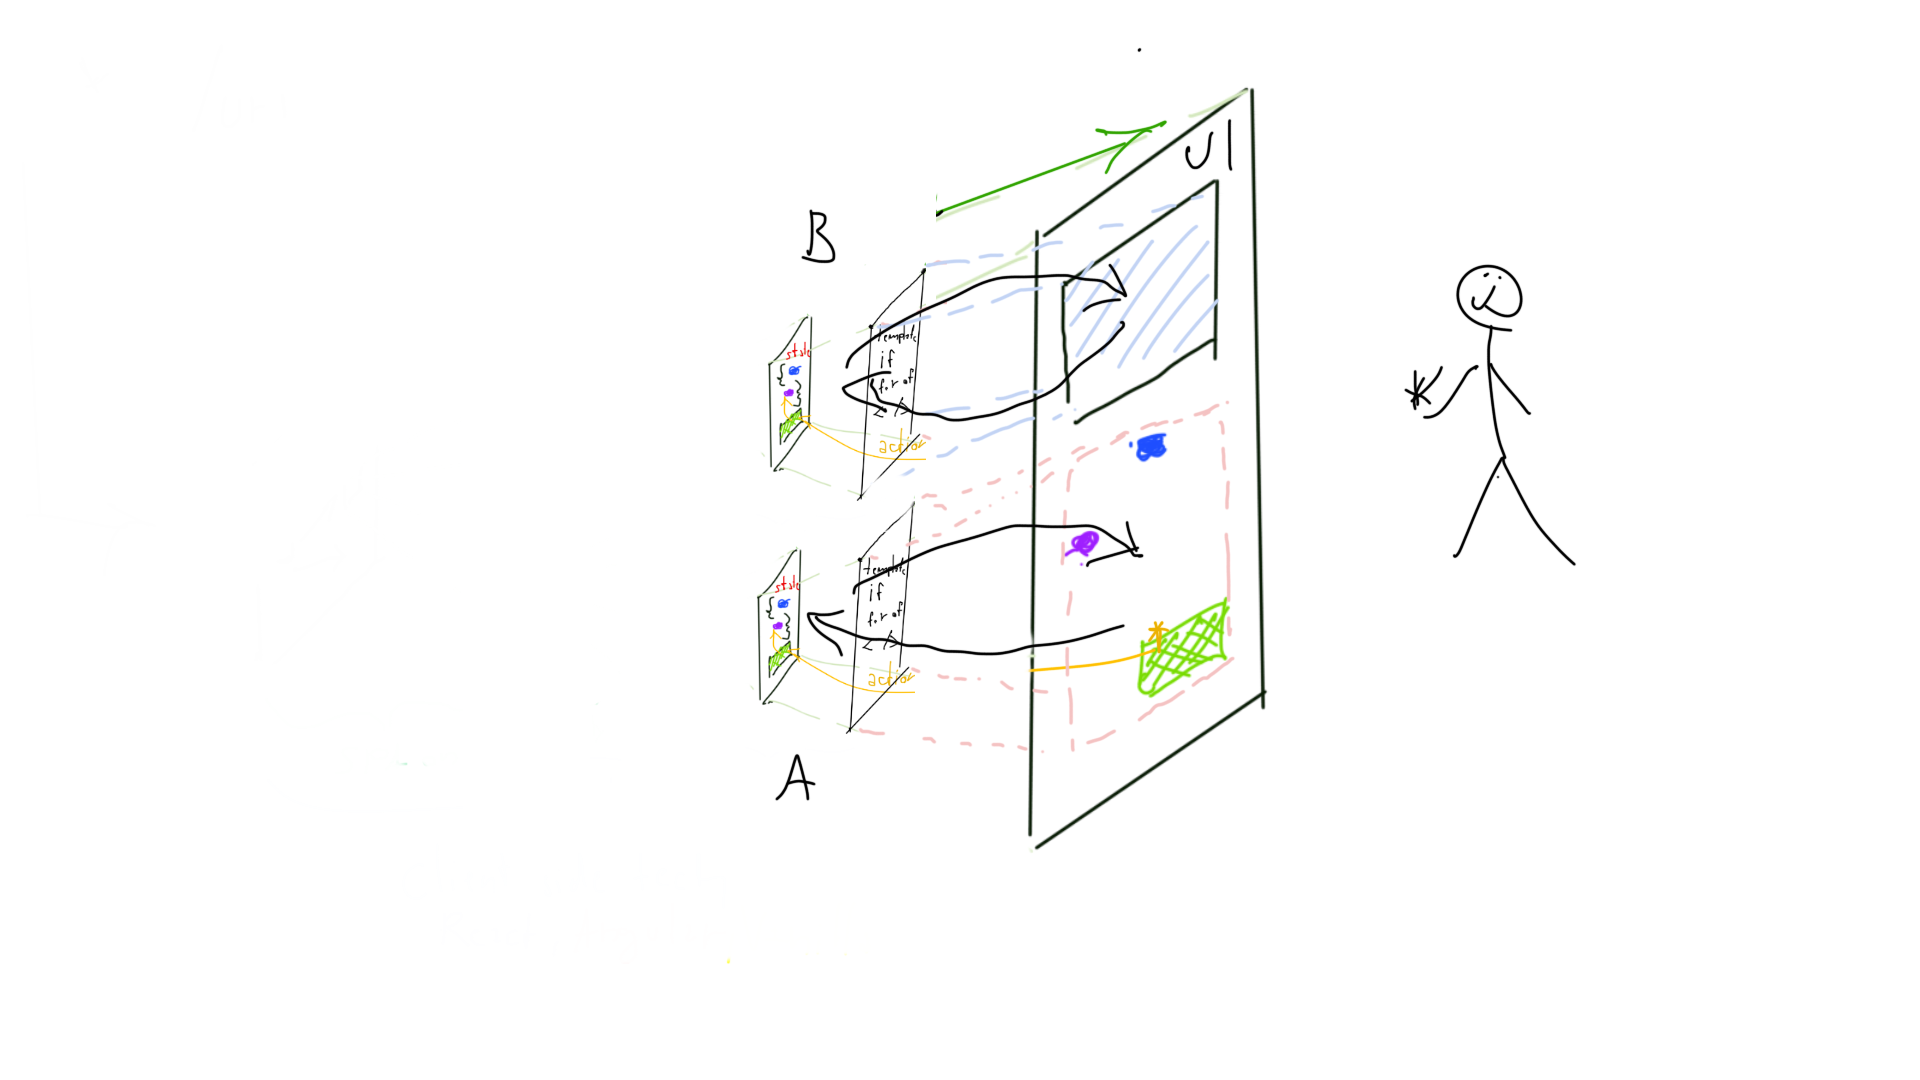 UI
B
state
template
if
for of
</>
action
state
template
if
for of
</>
action
A